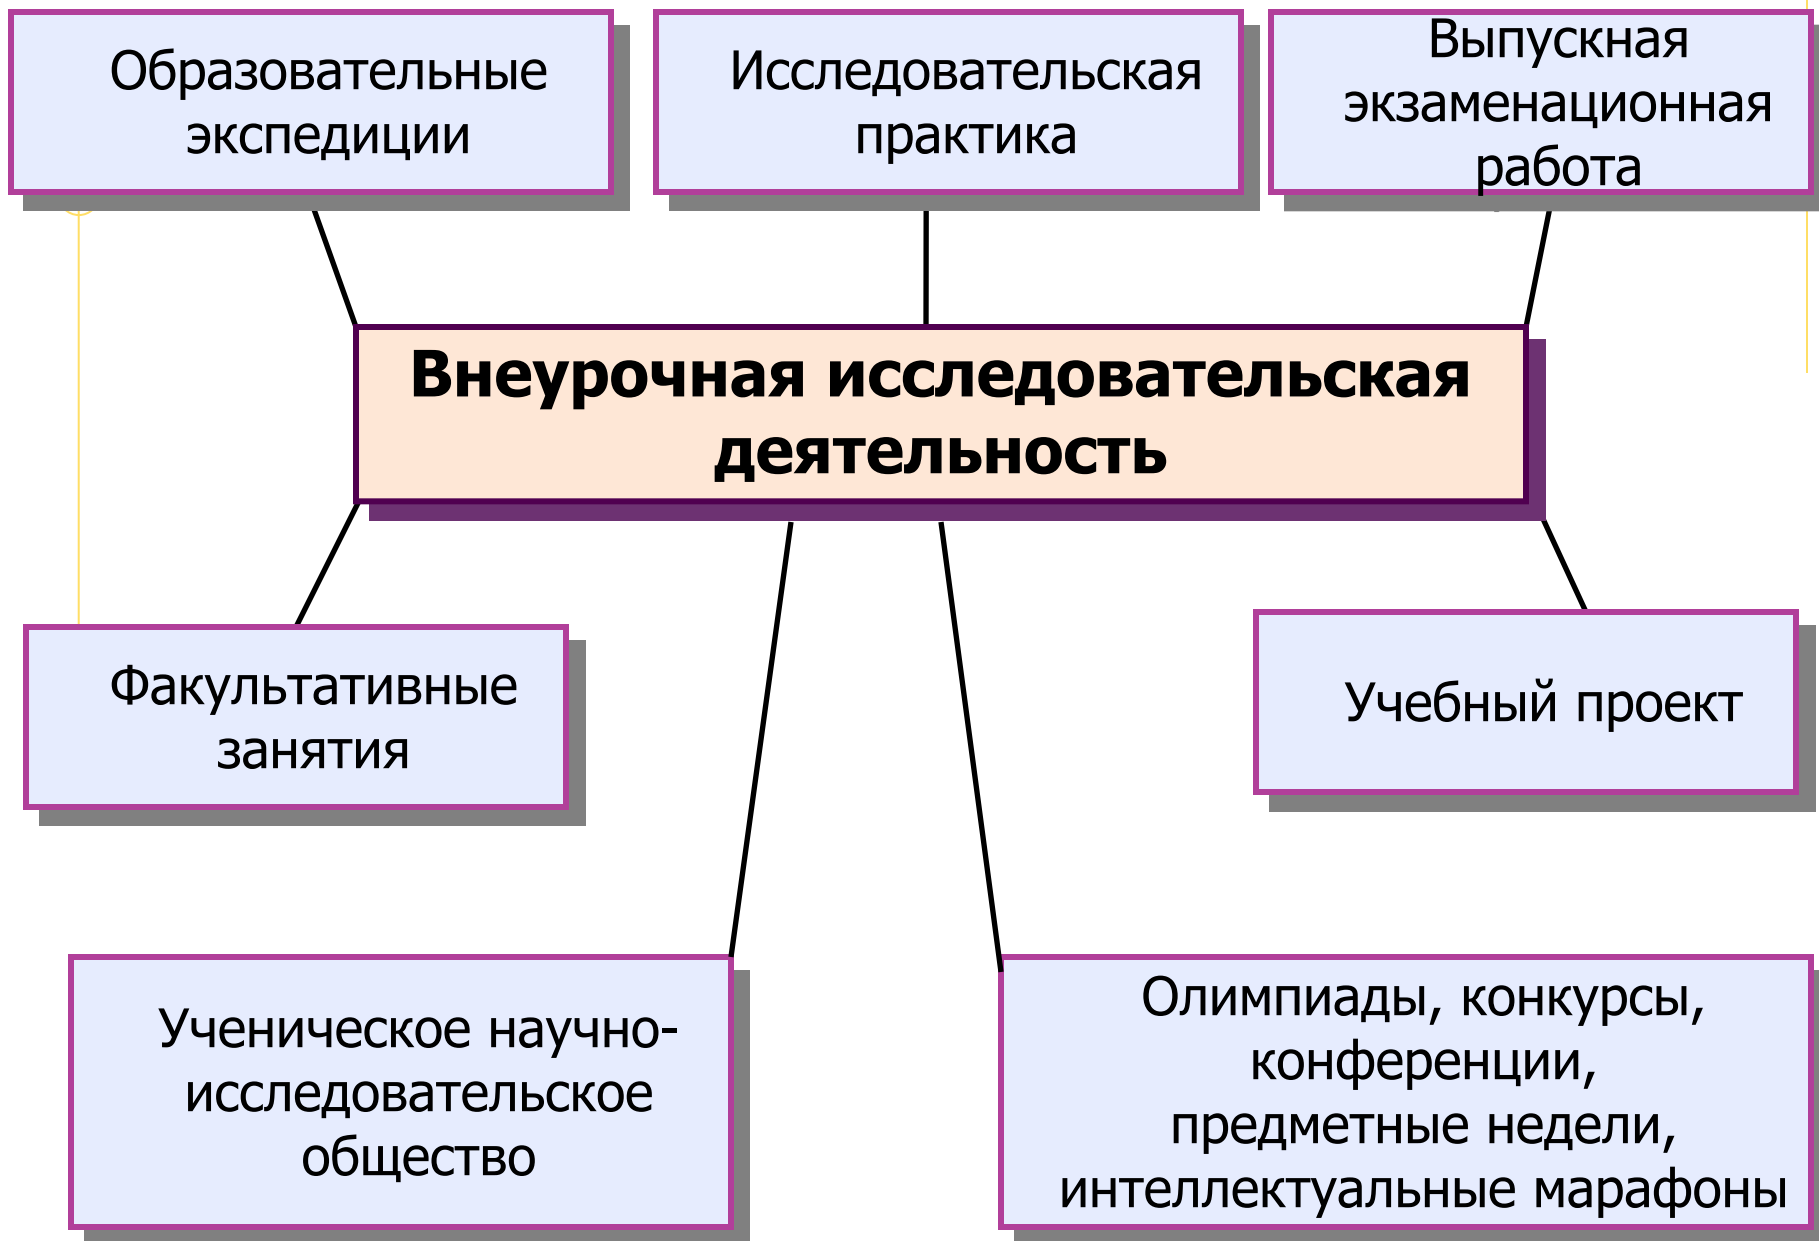 Образовательные
экспедиции
Исследовательская
практика
Выпускная
экзаменационная
работа
Внеурочная исследовательская
деятельность
Факультативные
занятия
Учебный проект
Ученическое научно-
исследовательское
общество
Олимпиады, конкурсы,
конференции,
предметные недели,
интеллектуальные марафоны